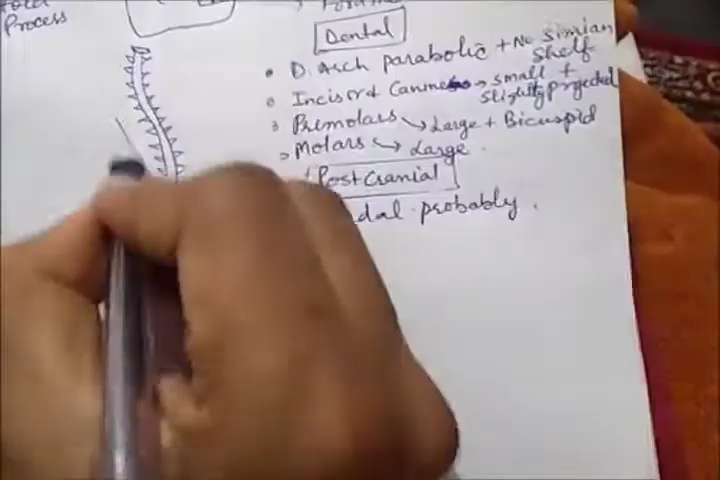 Process
Dental
• D. Arch parabolic + No simian
shelf
Incisor & Canines → small +
slightly projected
Premolars → Large + Bicuspid
Molars → Large
Post Cranial
probably.